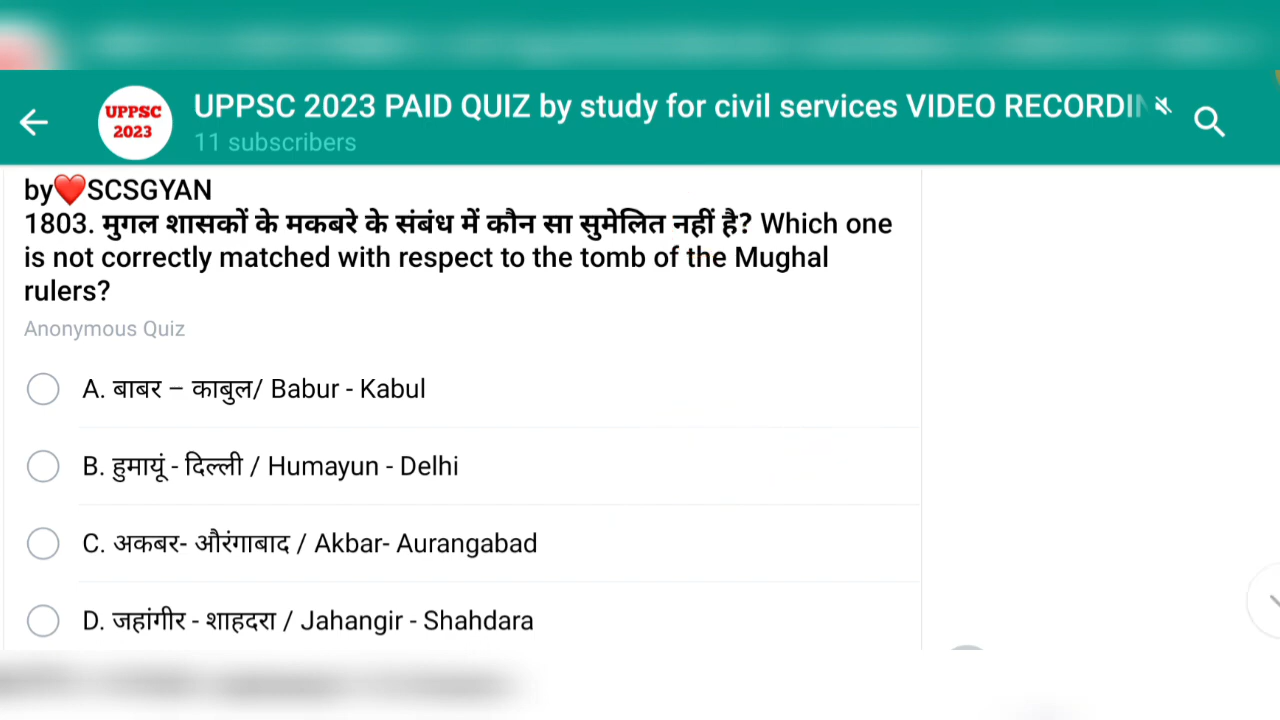 UPPSC
2023
UPPSC 2023 PAID QUIZ by study for civil services VIDEO RECORDIN
11 subscribers
by❤️SCSGYAN
1803. मुगल शासकों के मकबरे के संबंध में कौन सा सुमेलित नहीं है? Which one
is not correctly matched with respect to the tomb of the Mughal
rulers?
Anonymous Quiz
A. बाबर – काबुल/ Babur - Kabul
B. हुमायूं - दिल्ली / Humayun - Delhi
C. अकबर- औरंगाबाद / Akbar- Aurangabad
D. जहांगीर - शाहदरा / Jahangir - Shahdara